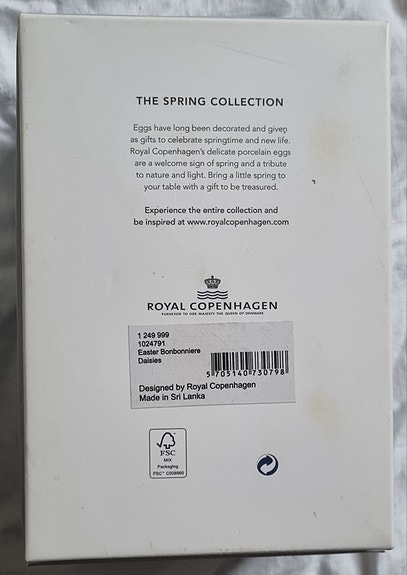 THE SPRING COLLECTION
Eggs have long been decorated and given
as gifts to celebrate springtime and new life.
Royal Copenhagen's delicate porcelain eggs
are a welcome sign of spring and a tribute
to nature and light. Bring a little spring to
your table with a gift to be treasured.
Experience the entire collection and
be inspired at www.royalcopenhagen.com
ROYAL COPENHAGEN
PURVEYOR TO HER MAJESTY THE QUEEN OF DENMARK
1 249 999
1024791
Easter Bonbonniere
Daisies
5 705140 730798
Designed by Royal Copenhagen
Made in Sri Lanka
FSC
MIX
Packaging
FSC™ C008860